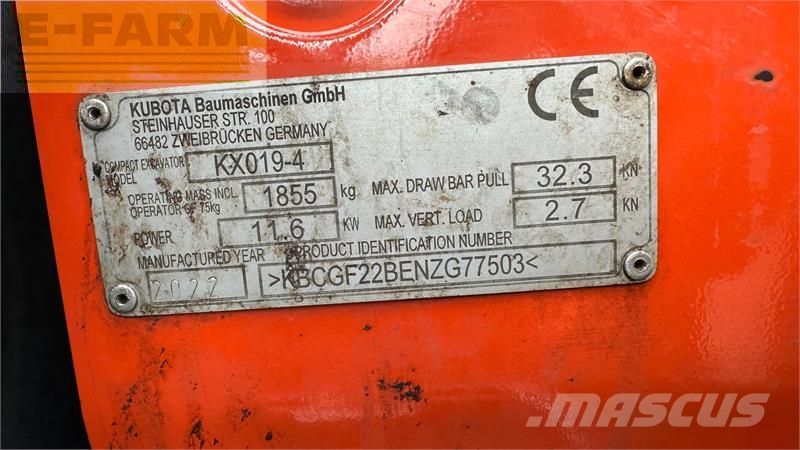 E-FARM
KUBOTA Baumaschinen GmbH
STEINHAUSER STR. 100
66482 ZWEIBRÜCKEN GERMANY
CE
COMPACT EXCAVATOR MODEL KX019-4
OPERATING MASS INCL. OPERATOR OF 75kg 1855 kg
MAX. DRAW BAR PULL 32.3 KN
POWER 11.6 KW
MAX. VERT. LOAD 2.7 KN
MANUFACTURED YEAR PRODUCT IDENTIFICATION NUMBER
2022 >KBCGF22BENZG77503<
MASCUS